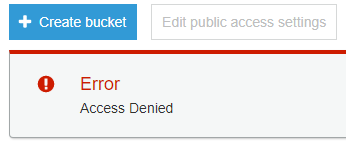 Create bucket
Edit public access settings
Error
Access Denied